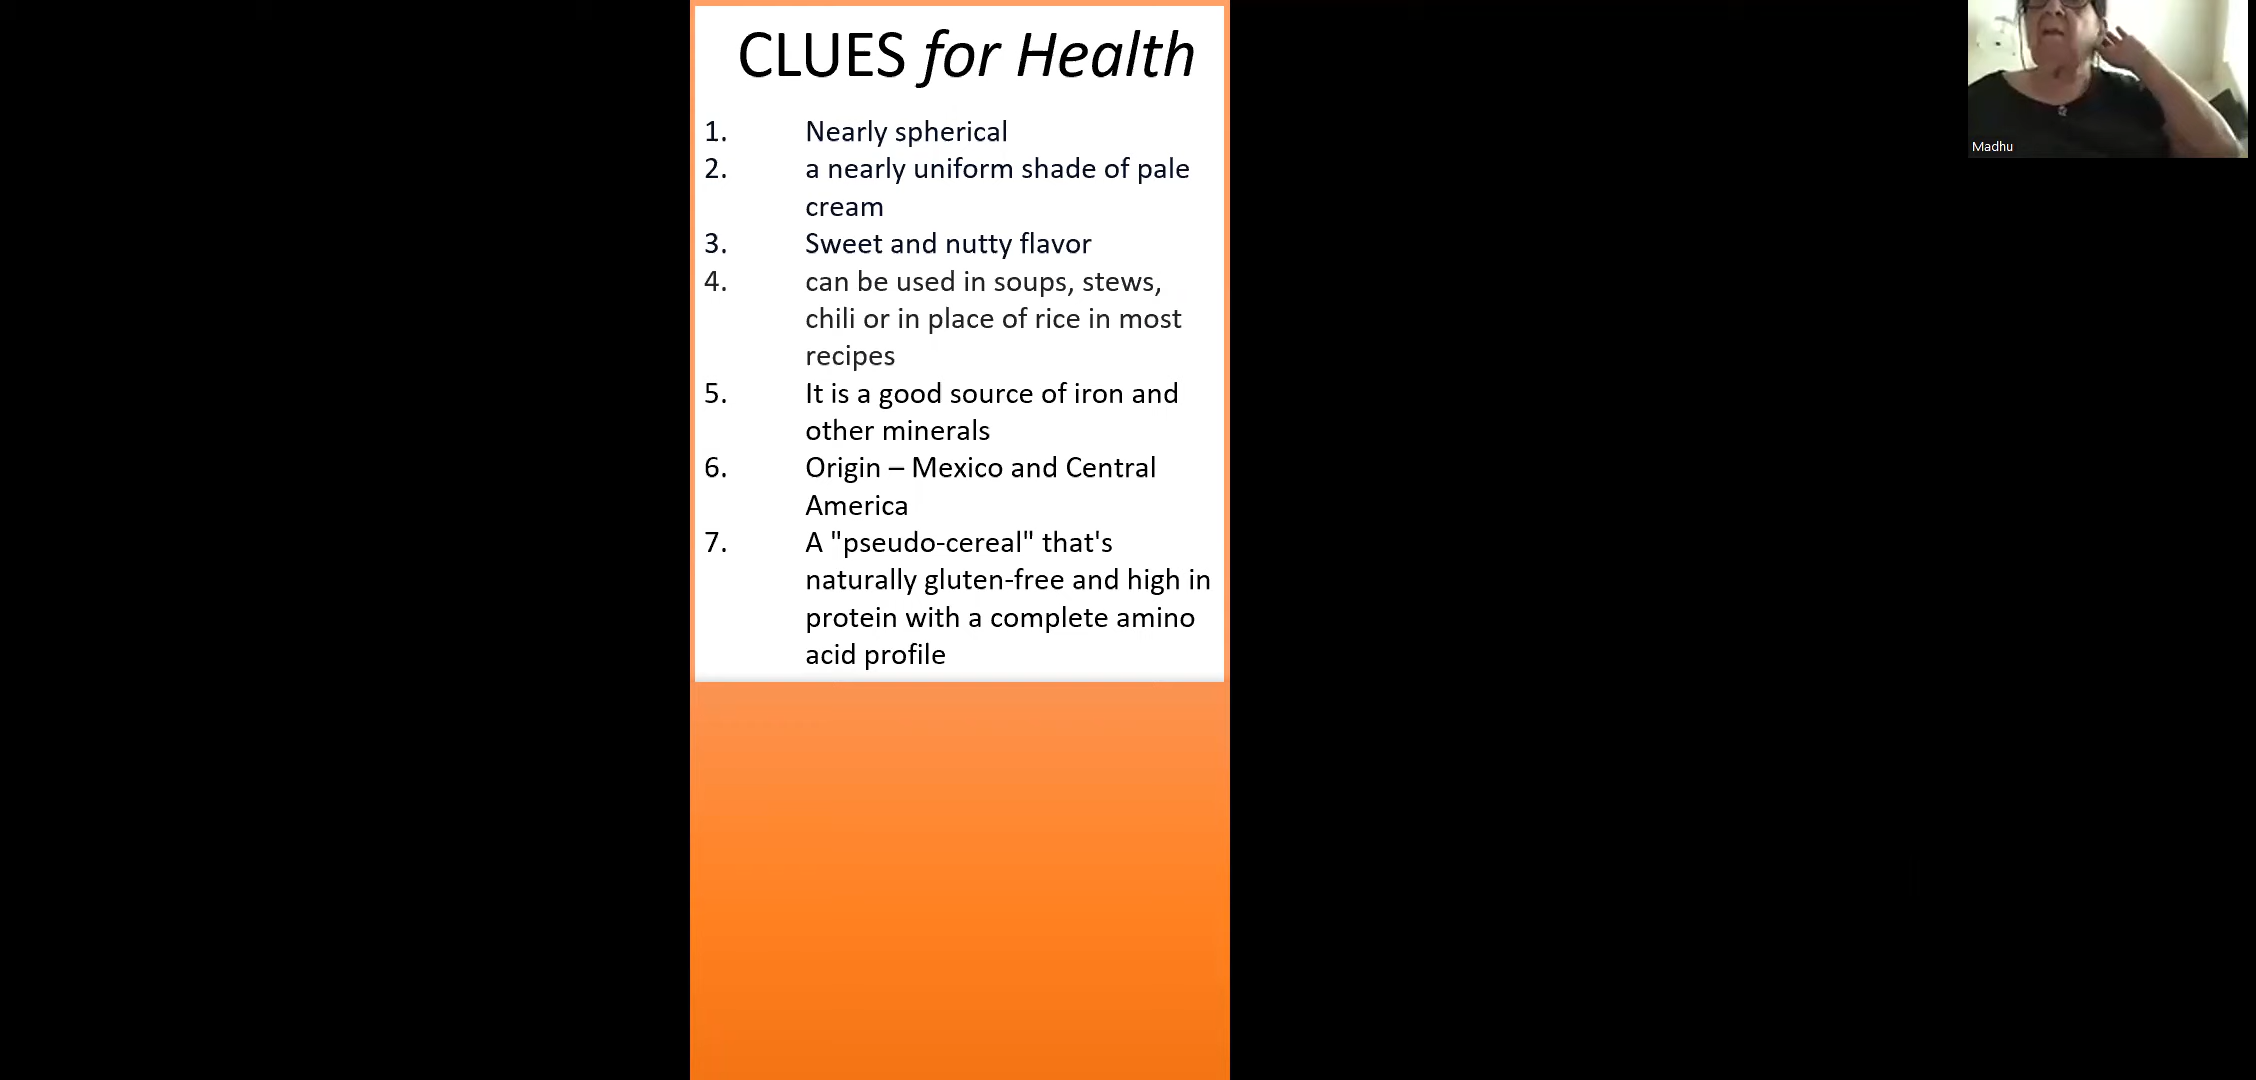 CLUES for Health
1. Nearly spherical
2. a nearly uniform shade of pale
cream
3. Sweet and nutty flavor
4. can be used in soups, stews,
chili or in place of rice in most
recipes
5. It is a good source of iron and
other minerals
6. Origin – Mexico and Central
America
7. A "pseudo-cereal" that's
naturally gluten-free and high in
protein with a complete amino
acid profile
Madhu